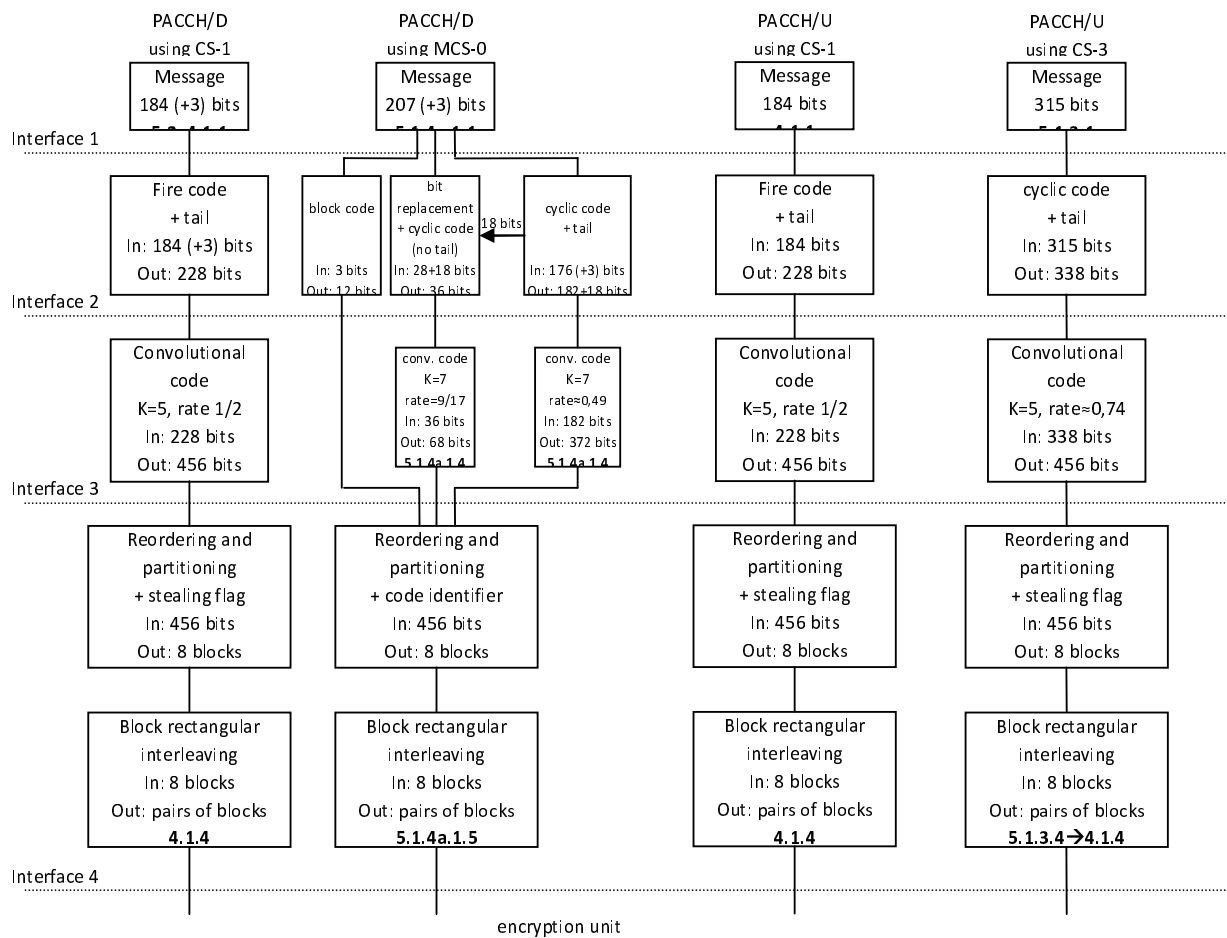 PACCH/D
using CS-1
PACCH/D
using MCS-0
PACCH/U
using CS-1
PACCH/U
using CS-3
Message
184 (+3) bits
Message
207 (+3) bits
Message
184 bits
4.1.1
Message
315 bits
5.1.3.1
Interface 1
Fire code
+ tail
In: 184 (+3) bits
Out: 228 bits
block code
In: 3 bits
Out: 12 bits
bit
replacement
+ cyclic code
(no tail)
In: 28+18 bits
Out: 36 bits
18 bits
cyclic code
+ tail
In: 176 (+3) bits
Out: 182+18 bits
Fire code
+ tail
In: 184 bits
Out: 228 bits
cyclic code
+ tail
In: 315 bits
Out: 338 bits
Interface 2
Convolutional
code
K=5, rate 1/2
In: 228 bits
Out: 456 bits
conv. code
K=7
rate=9/17
In: 36 bits
Out: 68 bits
5.1.4a.1.4
conv. code
K=7
rate≈0,49
In: 182 bits
Out: 372 bits
5.1.4a.1.4
Convolutional
code
K=5, rate 1/2
In: 228 bits
Out: 456 bits
Convolutional
code
K=5, rate≈0,74
In: 338 bits
Out: 456 bits
Interface 3
Reordering and
partitioning
+ stealing flag
In: 456 bits
Out: 8 blocks
Reordering and
partitioning
+ code identifier
In: 456 bits
Out: 8 blocks
Reordering and
partitioning
+ stealing flag
In: 456 bits
Out: 8 blocks
Reordering and
partitioning
+ stealing flag
In: 456 bits
Out: 8 blocks
Block rectangular
interleaving
In: 8 blocks
Out: pairs of blocks
4.1.4
Block rectangular
interleaving
In: 8 blocks
Out: pairs of blocks
5.1.4a.1.5
Block rectangular
interleaving
In: 8 blocks
Out: pairs of blocks
4.1.4
Block rectangular
interleaving
In: 8 blocks
Out: pairs of blocks
5.1.3.4→4.1.4
Interface 4
encryption unit